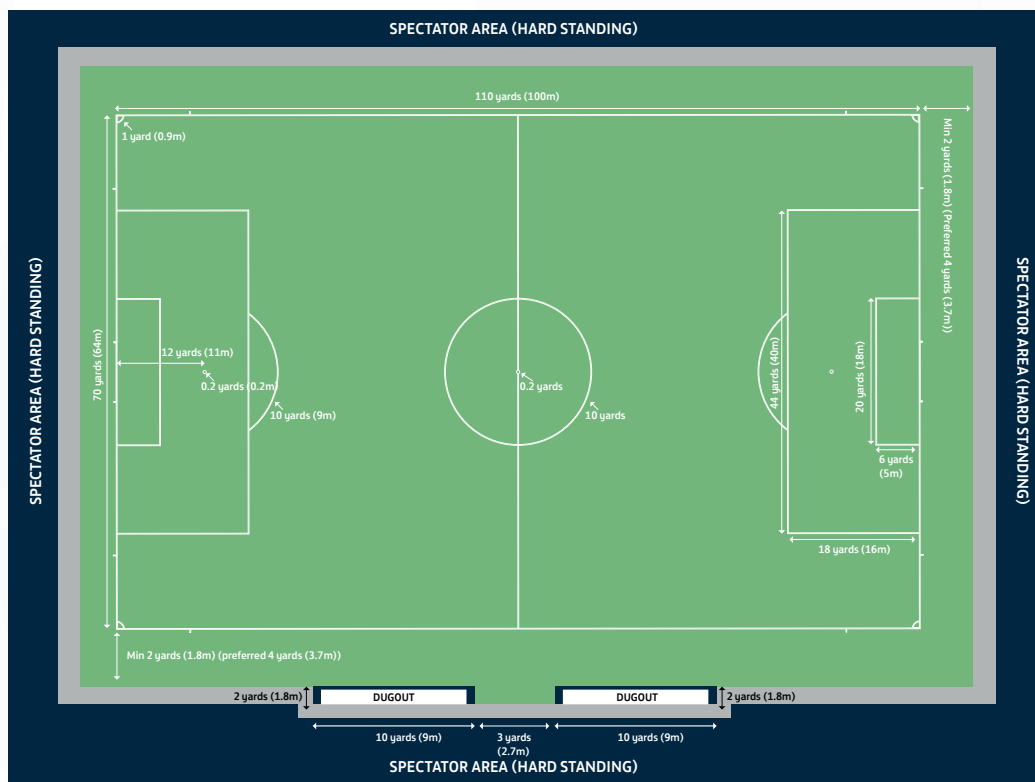 SPECTATOR AREA (HARD STANDING)
110 yards (100m)
1 yard (0.9m)
Min 2 yards (1.8m) (Preferred 4 yards (3.7m))
SPECTATOR AREA (HARD STANDING)
70 yards (64m)
12 yards (11m)
0.2 yards (0.2m)
10 yards (9m)
0.2 yards
10 yards
44 yards (40m)
20 yards (18m)
6 yards
(5m)
18 yards (16m)
SPECTATOR AREA (HARD STANDING)
Min 2 yards (1.8m) (preferred 4 yards (3.7m))
2 yards (1.8m)
DUGOUT
DUGOUT
2 yards (1.8m)
10 yards (9m)
3 yards
(2.7m)
10 yards (9m)
SPECTATOR AREA (HARD STANDING)